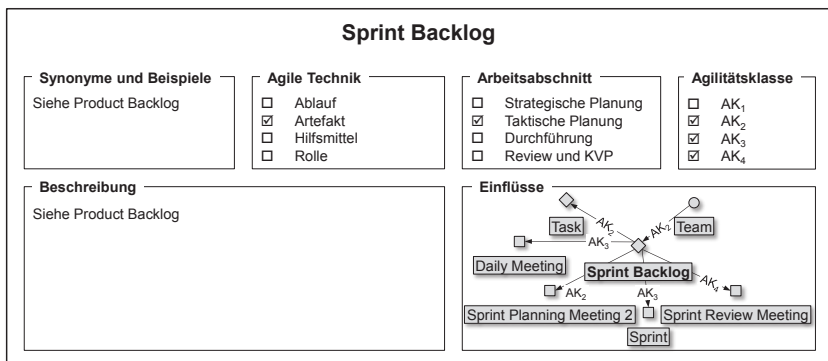 Sprint Backlog
Synonyme und Beispiele
Siehe Product Backlog
Agile Technik
☐ Ablauf
☑ Artefakt
☐ Hilfsmittel
☐ Rolle
Arbeitsabschnitt
☐ Strategische Planung
☑ Taktische Planung
☐ Durchführung
☐ Review und KVP
Agilitätsklasse
☐ AK₁
☑ AK₂
☑ AK₃
☑ AK₄
Beschreibung
Siehe Product Backlog
Einflüsse
AK₂
AK₂
Task
Team
AK₃
Daily Meeting
Sprint Backlog
AK₂
AK₃
AK₄
Sprint Planning Meeting 2
Sprint Review Meeting
Sprint